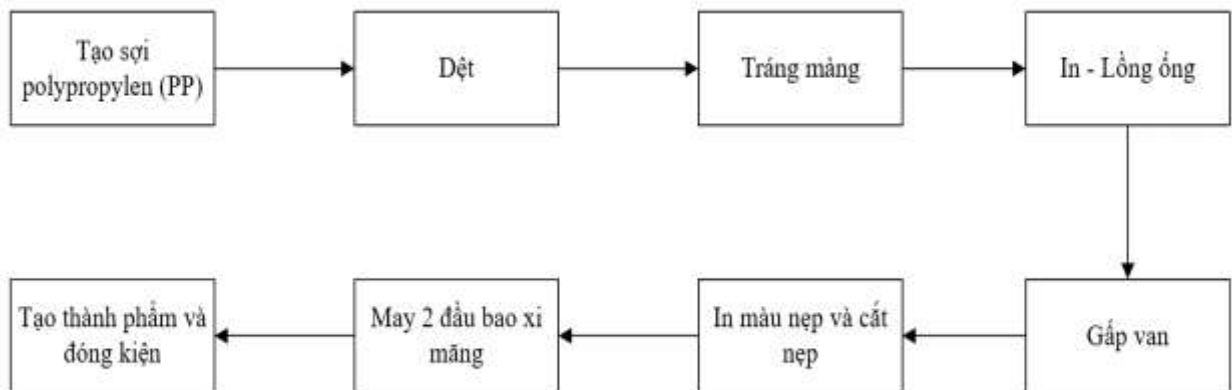 Tạo sợi
polypropylen (PP)
Dệt
Tráng màng
In - Lồng ống
Gấp van
In màu nẹp và cắt
nẹp
May 2 đầu bao xi
măng
Tạo thành phẩm và
đóng kiện